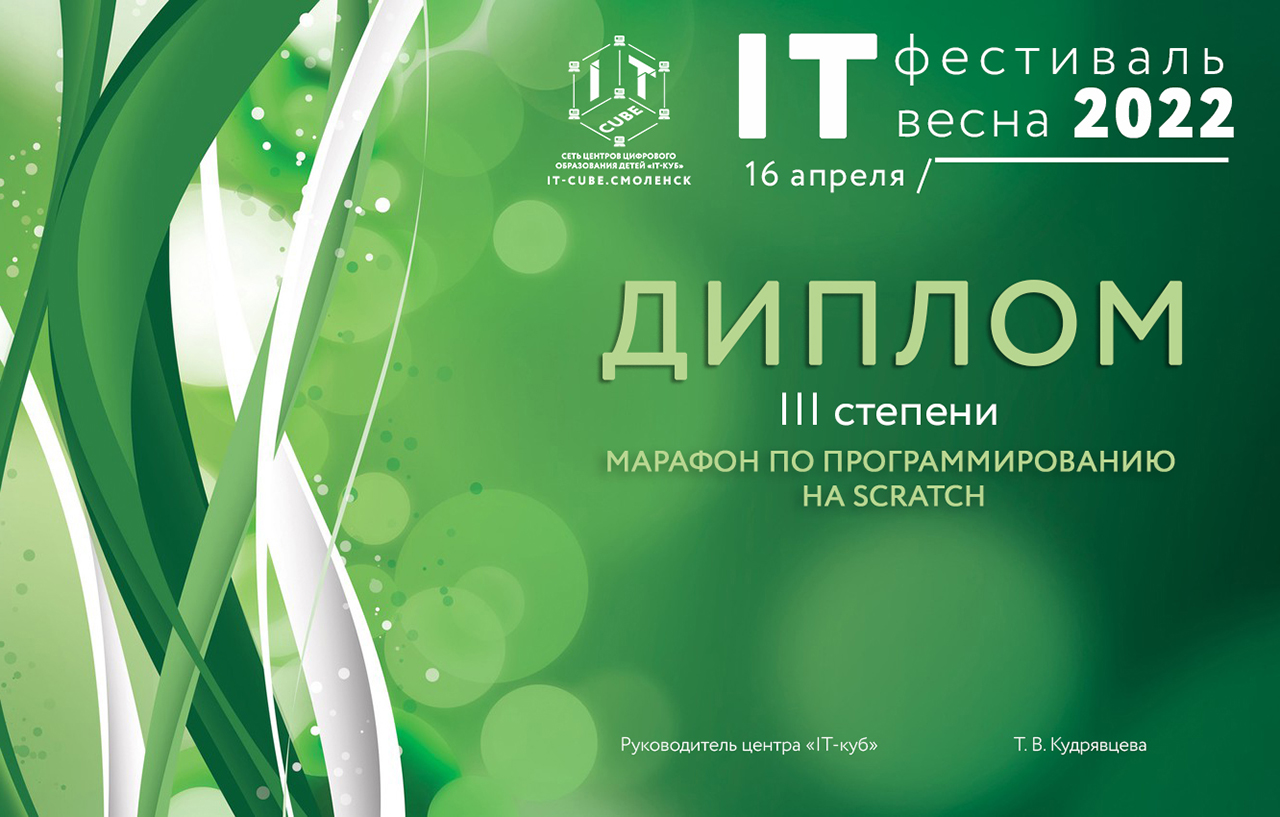 IT
CUBE
СЕТЬ ЦЕНТРОВ ЦИФРОВОГО
ОБРАЗОВАНИЯ ДЕТЕЙ «IT-КУБ»
IT-CUBE.СМОЛЕНСК
IT фестиваль
весна 2022
16 апреля /
ДИПЛОМ
III степени
МАРАФОН ПО ПРОГРАММИРОВАНИЮ
НА SCRATCH
Руководитель центра «IT-куб» Т. В. Кудрявцева